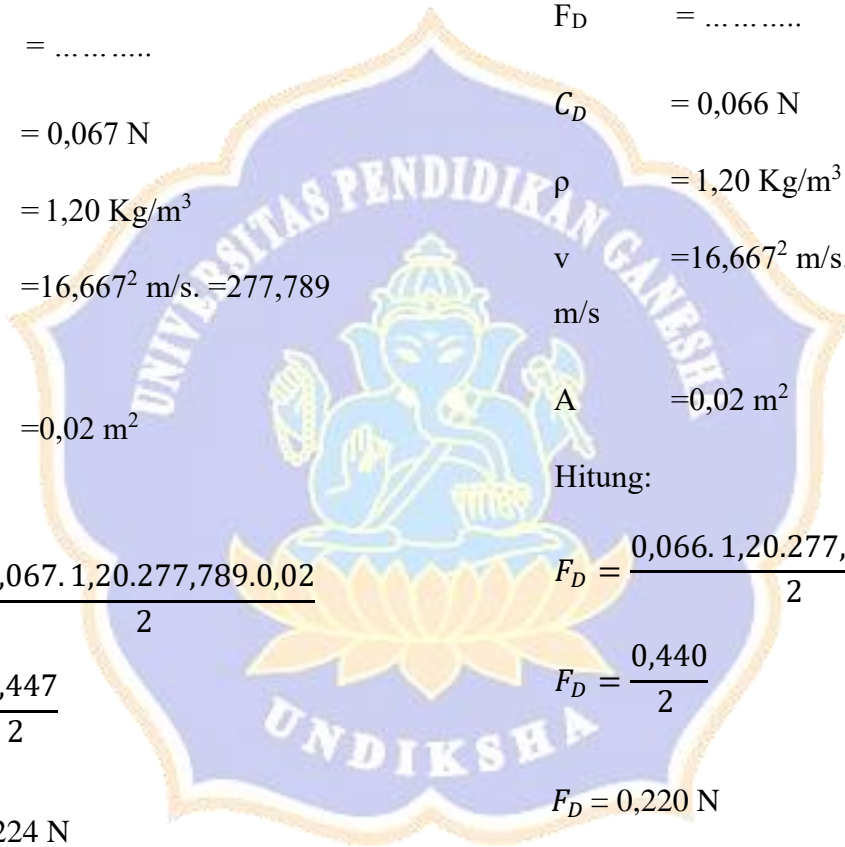 = ………..
= 0,067 N
= 1,20 Kg/m³
=16,667² m/s. =277,789
=0,02 m²
,067. 1,20.277,789.0,02
2
,447
2
224 N
F_D = ………..
C_D = 0,066 N
ρ = 1,20 Kg/m³
v =16,667² m/s.
m/s
A =0,02 m²
Hitung:
F_D = 0,066. 1,20.277,
2
F_D = 0,440
2
F_D = 0,220 N
UNIVERSITAS PENDIDIKAN GANESH
UNDIKSHA